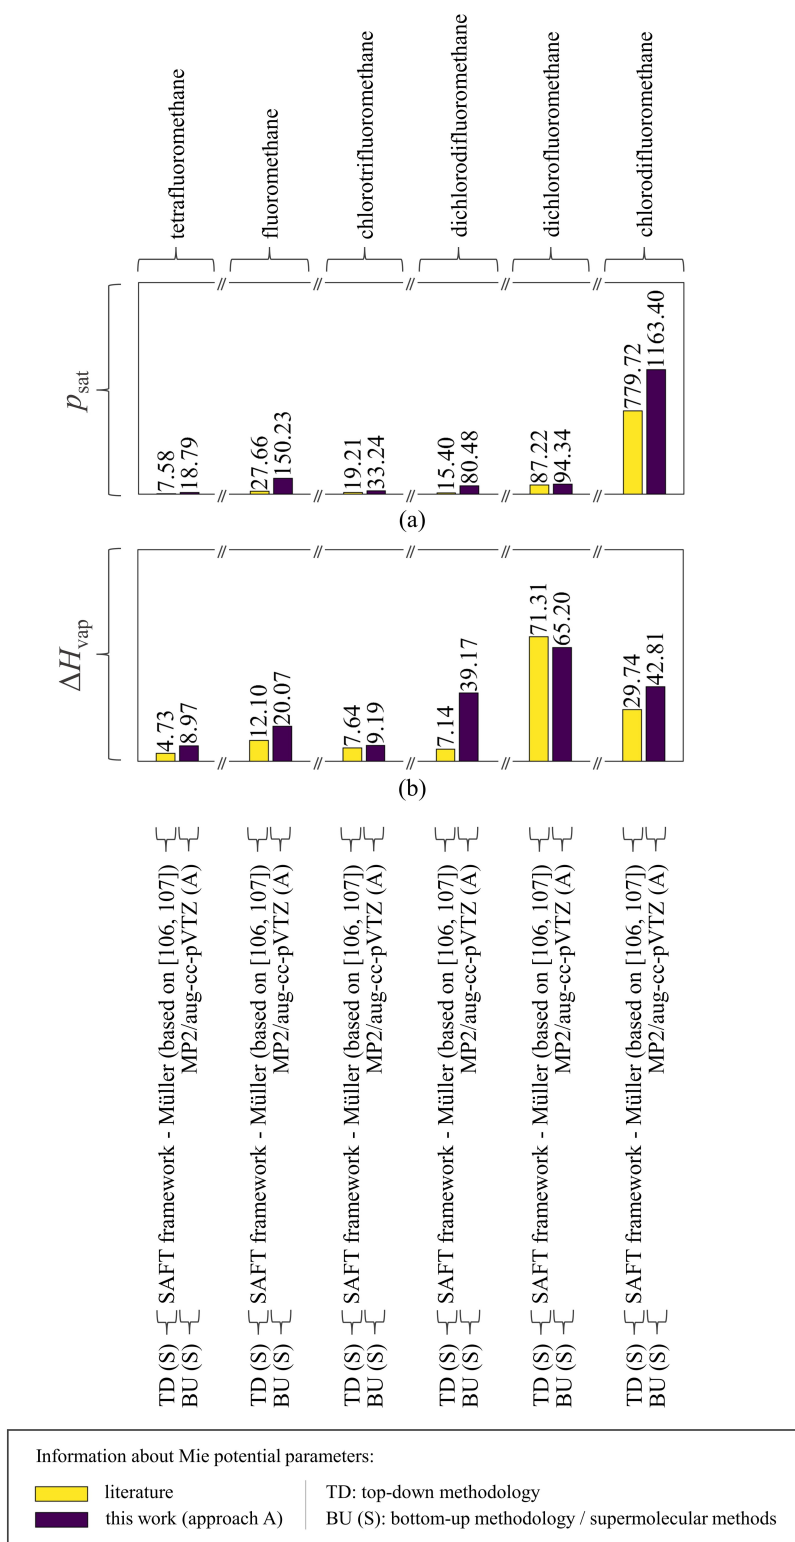 tetrafluoromethane
fluoromethane
chlorotrifluoromethane
dichlorodifluoromethane
dichlorofluoromethane
chlorodifluoromethane
p sat
7.58
18.79
27.66
150.23
19.21
33.24
15.40
80.48
87.22
94.34
779.72
1163.40
(a)
ΔH vap
4.73
8.97
12.10
20.07
7.64
9.19
7.14
39.17
71.31
65.20
29.74
42.81
(b)
TD (S) SAFT framework - Müller (based on [106, 107])
BU (S) MP2/aug-cc-pVTZ (A)
TD (S) SAFT framework - Müller (based on [106, 107])
BU (S) MP2/aug-cc-pVTZ (A)
TD (S) SAFT framework - Müller (based on [106, 107])
BU (S) MP2/aug-cc-pVTZ (A)
TD (S) SAFT framework - Müller (based on [106, 107])
BU (S) MP2/aug-cc-pVTZ (A)
TD (S) SAFT framework - Müller (based on [106, 107])
BU (S) MP2/aug-cc-pVTZ (A)
TD (S) SAFT framework - Müller (based on [106, 107])
BU (S) MP2/aug-cc-pVTZ (A)
Information about Mie potential parameters:
literature
this work (approach A)
TD: top-down methodology
BU (S): bottom-up methodology / supermolecular methods